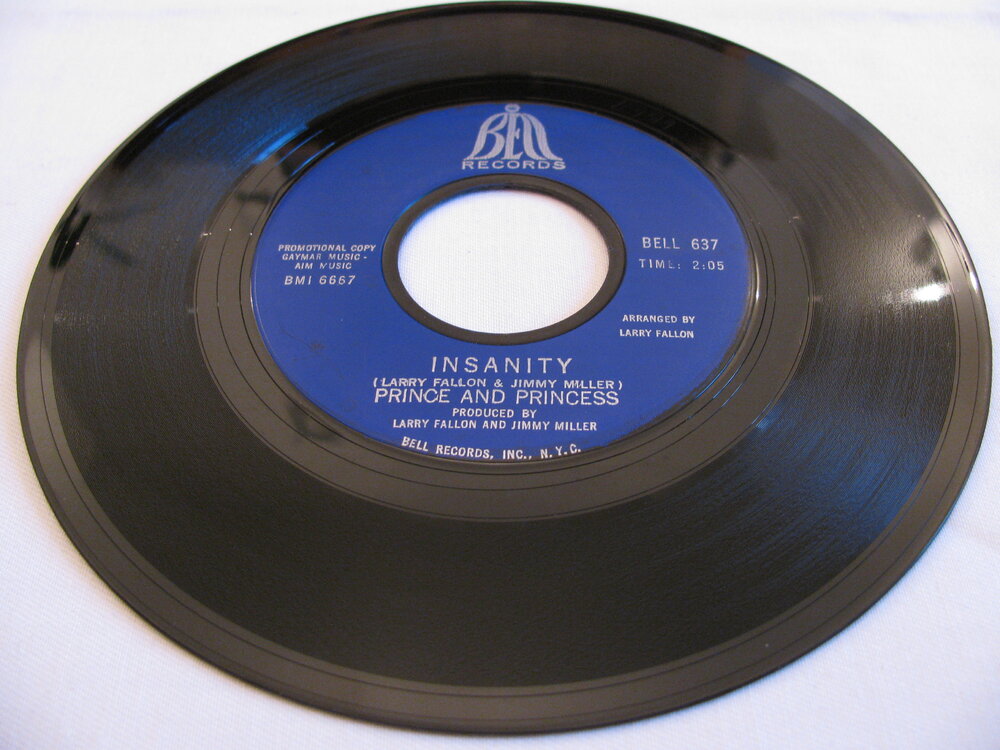 BELL
RECORDS
PROMOTIONAL COPY
GAYMAR MUSIC -
AIM MUSIC
BMI 6667
BELL 637
TIME: 2:05
ARRANGED BY
LARRY FALLON
INSANITY
(LARRY FALLON & JIMMY MILLER)
PRINCE AND PRINCESS
PRODUCED BY
LARRY FALLON AND JIMMY MILLER
BELL RECORDS, INC., N.Y.C.